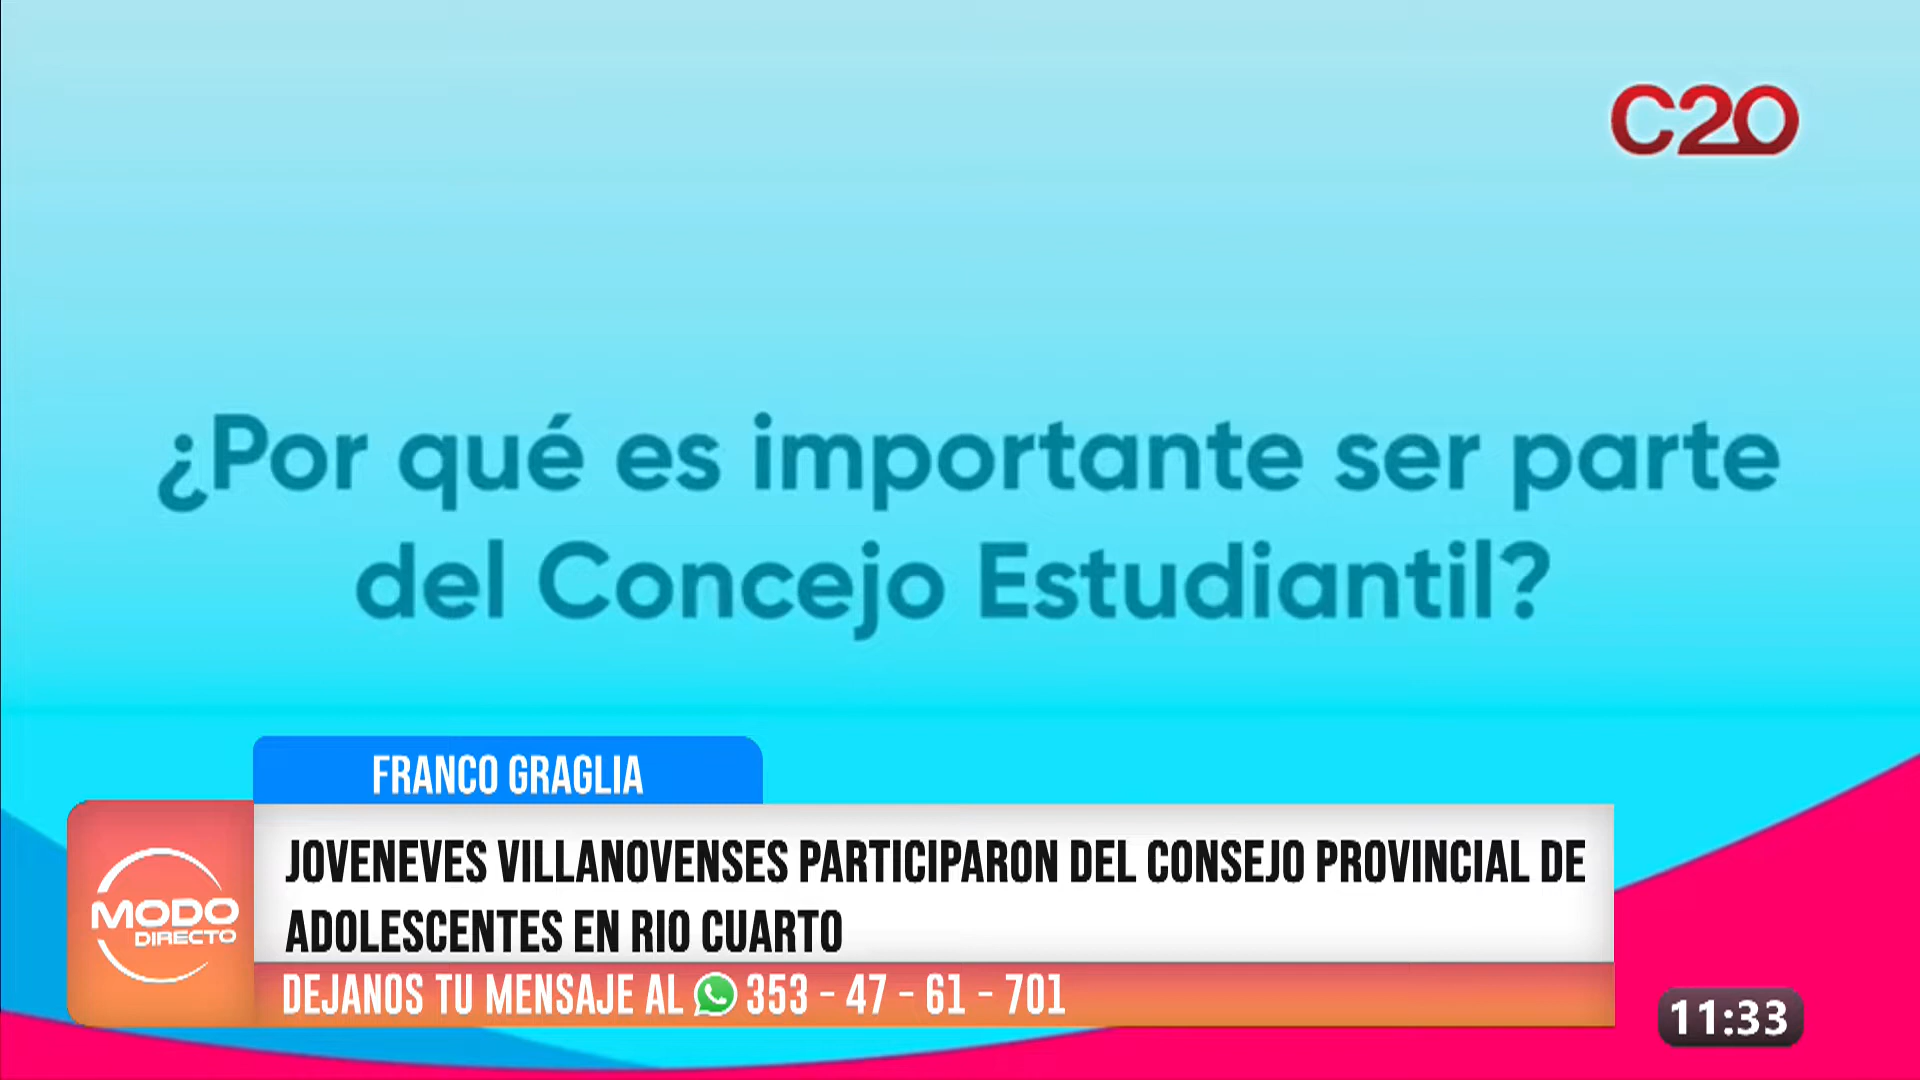 C20
¿Por qué es importante ser parte
del Concejo Estudiantil?
FRANCO GRAGLIA
JOVENEVES VILLANOVENSES PARTICIPARON DEL CONSEJO PROVINCIAL DE
ADOLESCENTES EN RIO CUARTO
MODO
DIRECTO
DEJANOS TU MENSAJE AL 353 - 47 - 61 - 701
11:33